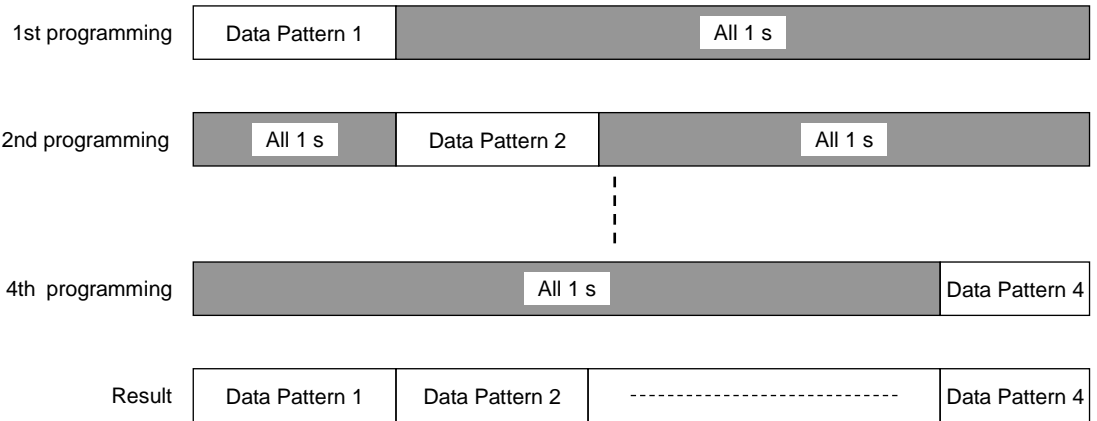 1st programming Data Pattern 1 All 1 s
2nd programming All 1 s Data Pattern 2 All 1 s
4th programming All 1 s Data Pattern 4
Result Data Pattern 1 Data Pattern 2 Data Pattern 4